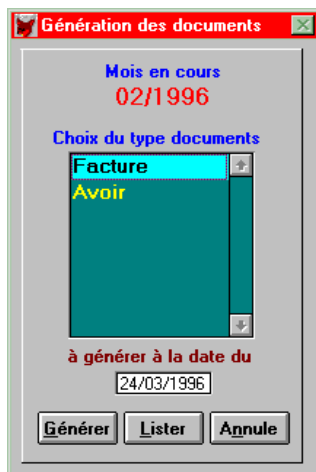 Génération des documents
Mois en cours
02/1996
Choix du type documents
Facture
Avoir
à générer à la date du
24/03/1996
Générer Lister Annule